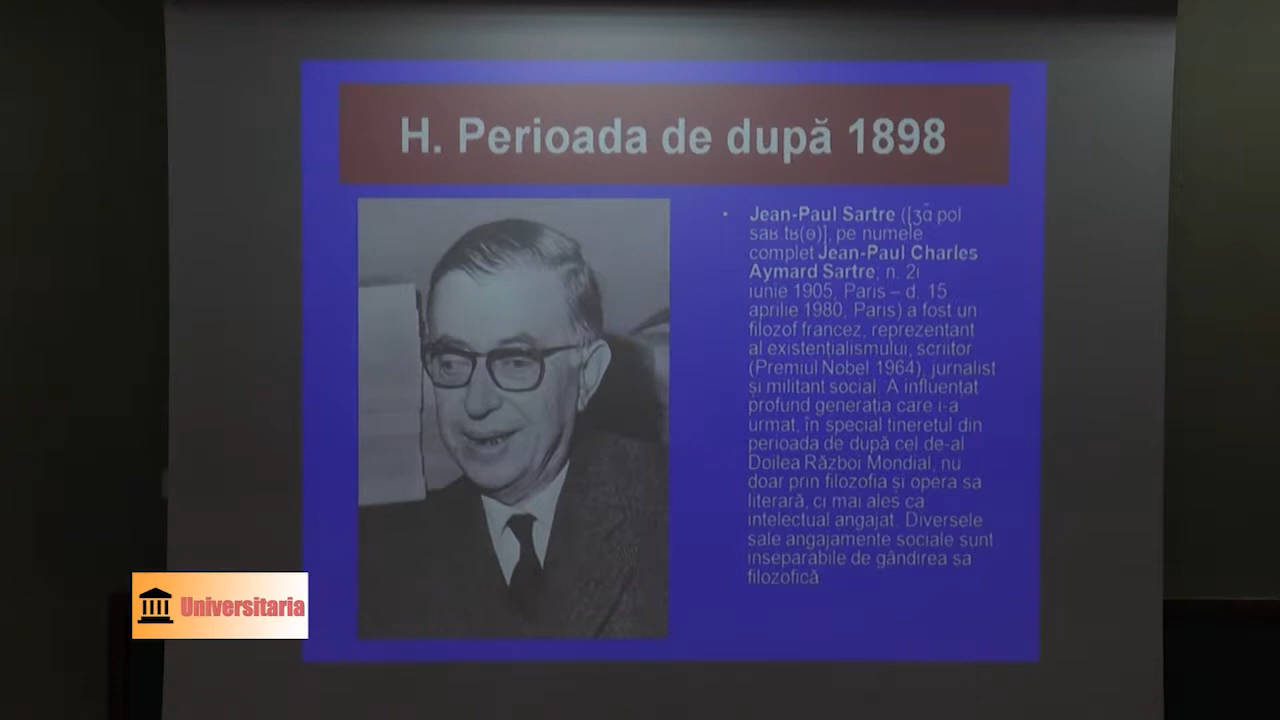 H. Perioada de după 1898
• Jean-Paul Sartre ([ʒɑ̃ pol
saʁ.tʁ(ə)], pe numele
complet Jean-Paul Charles
Aymard Sartre, n. 2i
iunie 1905, Paris – d. 15
aprilie 1980, Paris) a fost un
filozof francez, reprezentant
al existențialismului, scriitor
(Premiul Nobel 1964), jurnalist
și militant social. A influențat
profund generația care i-a
urmat, în special tineretul din
perioada de după cel de-al
Doilea Război Mondial, nu
doar prin filozofia și opera sa
literară, ci mai ales ca
intelectual angajat. Diversele
sale angajamente sociale sunt
inseparabile de gândirea sa
filozofică.
Universitaria